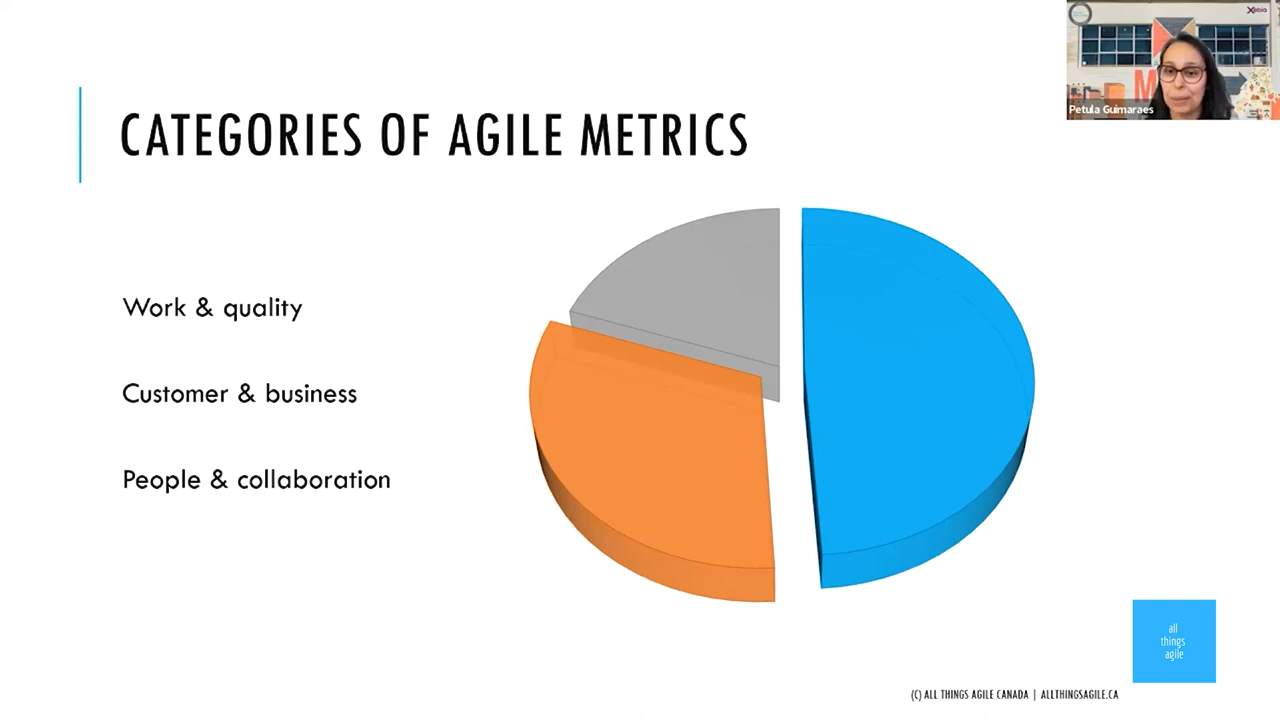 Xebia
Petula Guimaraes
CATEGORIES OF AGILE METRICS
Work & quality
Customer & business
People & collaboration
all
things
agile
(C) ALL THINGS AGILE CANADA | ALLTHINGSAGILE.CA